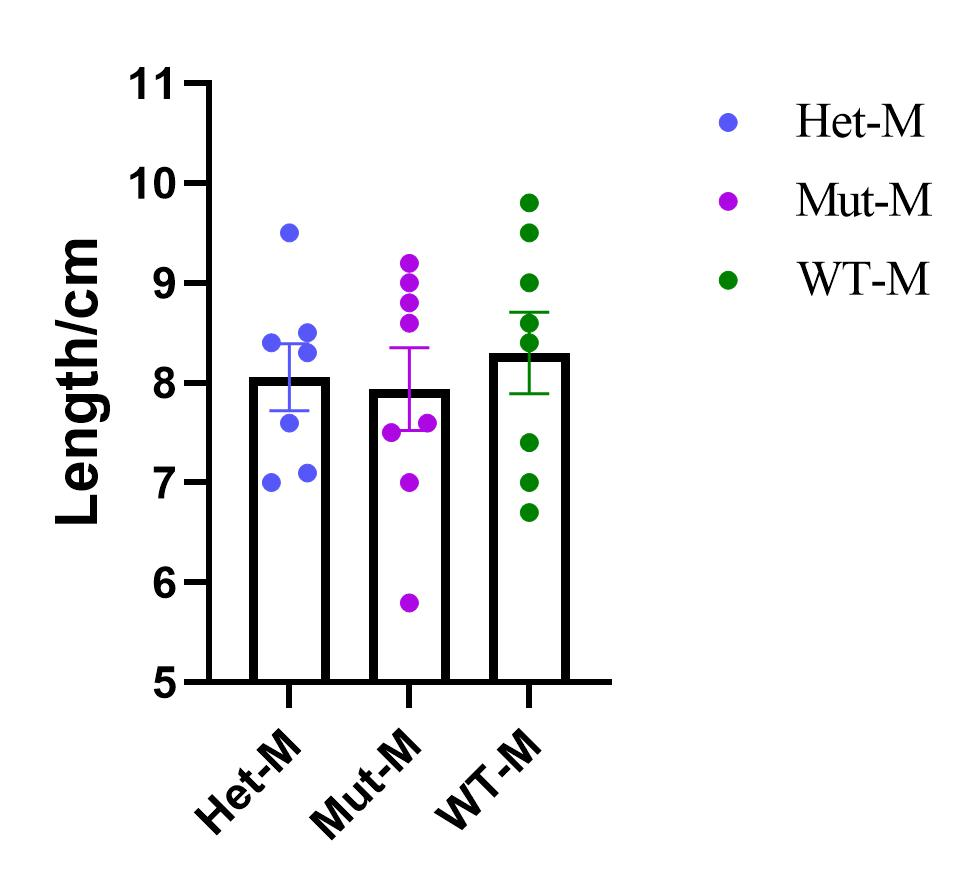 Length/cm
11
10
9
8
7
6
5
Het-M
Mut-M
WT-M
Het-M
Mut-M
WT-M